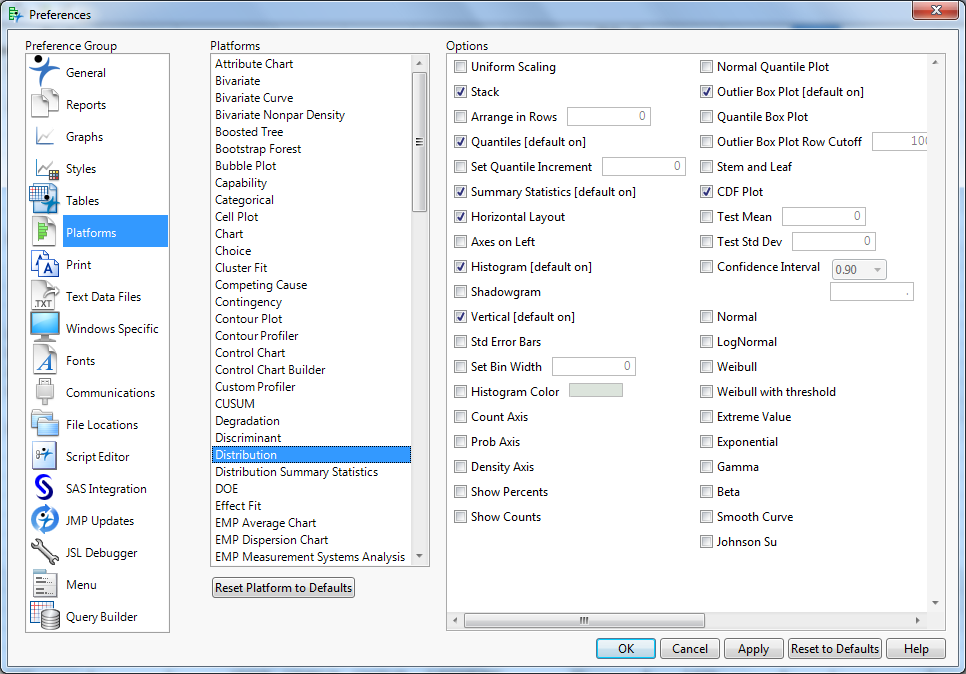 Preferences
Preference Group
General
Reports
Graphs
Styles
Tables
Platforms
Print
.TXT
Text Data Files
Windows Specific
Fonts
Communications
File Locations
Script Editor
SAS Integration
JMP Updates
JSL Debugger
Menu
Query Builder
Platforms
Attribute Chart
Bivariate
Bivariate Curve
Bivariate Nonpar Density
Boosted Tree
Bootstrap Forest
Bubble Plot
Capability
Categorical
Cell Plot
Chart
Choice
Cluster Fit
Competing Cause
Contingency
Contour Plot
Contour Profiler
Control Chart
Control Chart Builder
Custom Profiler
CUSUM
Degradation
Discriminant
Distribution
Distribution Summary Statistics
DOE
Effect Fit
EMP Average Chart
EMP Dispersion Chart
EMP Measurement Systems Analysis
Reset Platform to Defaults
Options
Uniform Scaling
Stack
Arrange in Rows 0
Quantiles [default on]
Set Quantile Increment 0
Summary Statistics [default on]
Horizontal Layout
Axes on Left
Histogram [default on]
Shadowgram
Vertical [default on]
Std Error Bars
Set Bin Width 0
Histogram Color
Count Axis
Prob Axis
Density Axis
Show Percents
Show Counts
Normal Quantile Plot
Outlier Box Plot [default on]
Quantile Box Plot
Outlier Box Plot Row Cutoff 100
Stem and Leaf
CDF Plot
Test Mean 0
Test Std Dev 0
Confidence Interval 0.90
.
Normal
LogNormal
Weibull
Weibull with threshold
Extreme Value
Exponential
Gamma
Beta
Smooth Curve
Johnson Su
OK Cancel Apply Reset to Defaults Help